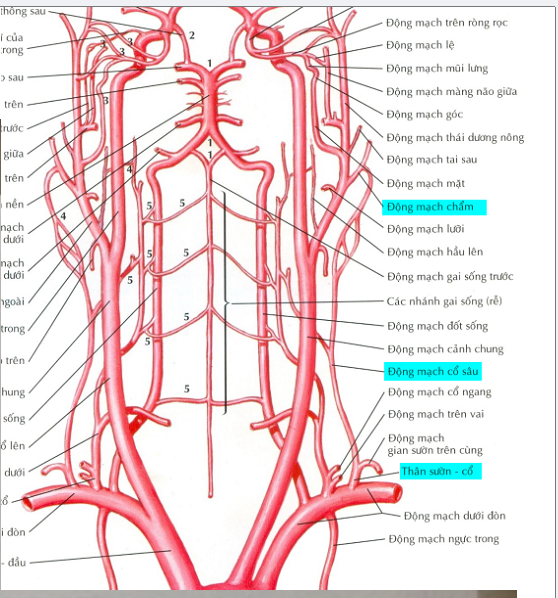 thông sau
í của
trong
o sau
trên
trước
giữa
trên
nền
mạch
dưới
mạch
dưới
ngoài
trong
trên
hung
sống
ổ lên
dưới
cổ
i đòn
- đầu
2
3
3
3
3
1
1
1
4
4
5
5
5
5
5
5
5
5
5
Động mạch trên ròng rọc
Động mạch lệ
Động mạch mũi lưng
Động mạch màng não giữa
Động mạch góc
Động mạch thái dương nông
Động mạch tai sau
Động mạch mặt
Động mạch chẩm
Động mạch lưỡi
Động mạch hầu lên
Động mạch gai sống trước
Các nhánh gai sống (rễ)
Động mạch đốt sống
Động mạch cảnh chung
Động mạch cổ sâu
Động mạch cổ ngang
Động mạch trên vai
Động mạch
gian sườn trên cùng
Thân sườn - cổ
Động mạch dưới đòn
Động mạch ngực trong